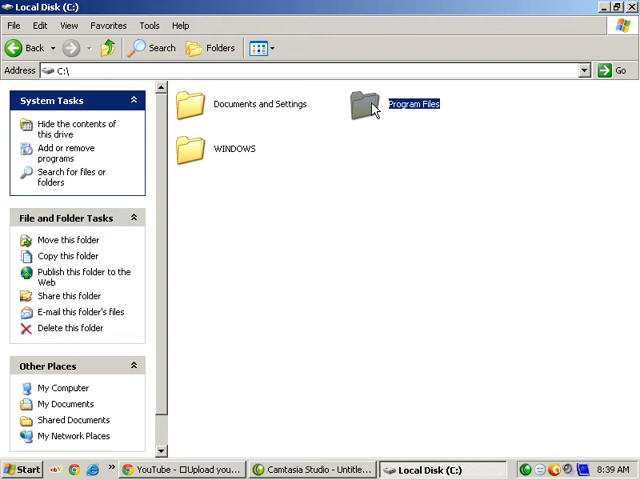 Local Disk (C:)
File Edit View Favorites Tools Help
Back Search Folders
Address C:\ Go
System Tasks
Hide the contents of
this drive
Add or remove
programs
Search for files or
folders
File and Folder Tasks
Move this folder
Copy this folder
Publish this folder to the
Web
Share this folder
E-mail this folder's files
Delete this folder
Other Places
My Computer
My Documents
Shared Documents
My Network Places
Documents and Settings
Program Files
WINDOWS
Start
YouTube - □Upload you...
Camtasia Studio - Untitle...
Local Disk (C:)
8:39 AM